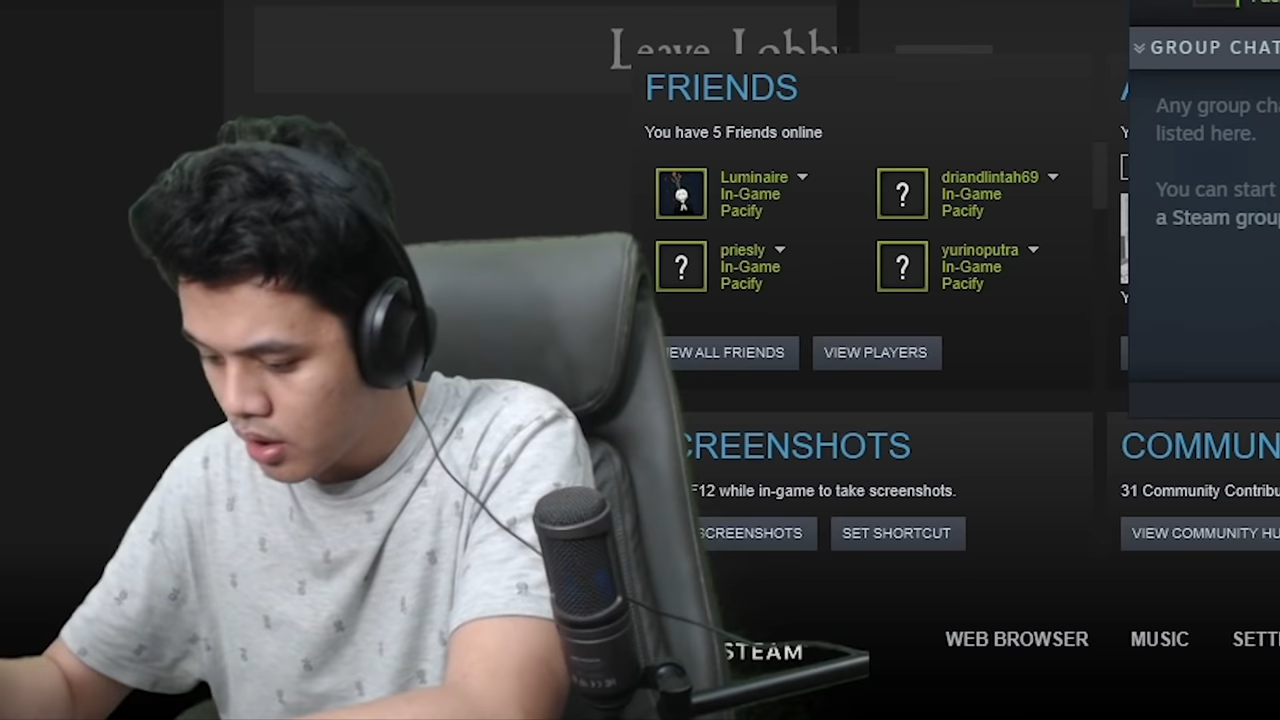 Leave Lobby
FRIENDS
You have 5 Friends online
Luminaire
In-Game
Pacify
driandlintah69
In-Game
Pacify
priesly
In-Game
Pacify
yurinoputra
In-Game
Pacify
EW ALL FRIENDS
VIEW PLAYERS
CREENSHOTS
F12 while in-game to take screenshots.
SCREENSHOTS
SET SHORTCUT
GROUP CHAT
Any group cha
listed here.
You can start
a Steam group
COMMUN
31 Community Contribu
VIEW COMMUNITY HU
STEAM
WEB BROWSER
MUSIC
SETT